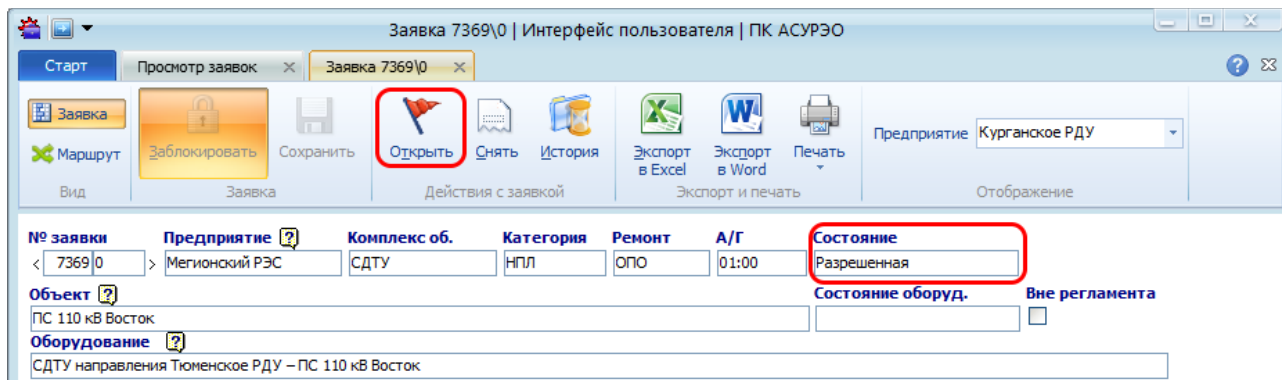 Заявка 7369\0 | Интерфейс пользователя | ПК АСУРЭО
Старт Просмотр заявок Заявка 7369\0
Заявка Маршрут Заблокировать Сохранить Открыть Снять История Экспорт в Excel Экспорт в Word Печать Предприятие Курганское РДУ
Вид Заявка Действия с заявкой Экспорт и печать Отображение
№ заявки Предприятие ? Комплекс об. Категория Ремонт А/Г Состояние
< 7369 0 > Мегионский РЭС СДТУ НПЛ ОПО 01:00 Разрешенная
Объект ? Состояние оборуд. Вне регламента
ПС 110 кВ Восток
Оборудование ?
СДТУ направления Тюменское РДУ – ПС 110 кВ Восток